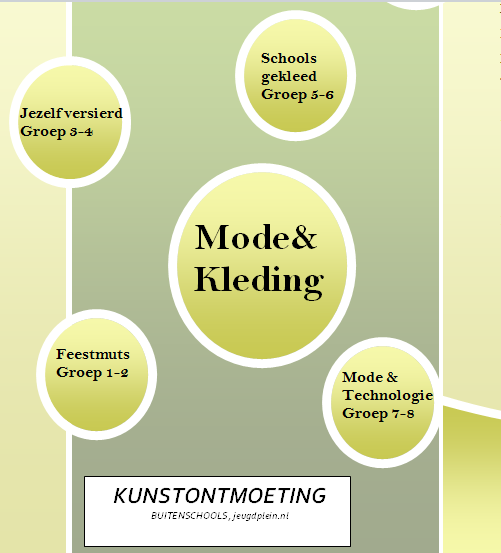 Schools
gekleed
Groep 5-6
Jezelf versierd
Groep 3-4
Mode&
Kleding
Feestmuts
Groep 1-2
Mode &
Technologie
Groep 7-8
KUNSTONTMOETING
BUITENSCHOOLS, jeugdplein.nl